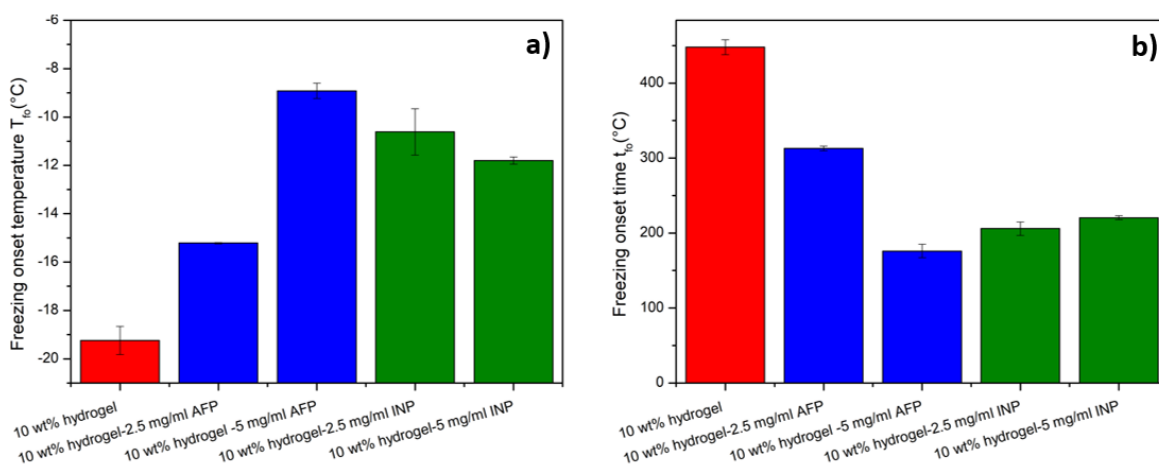 a)
Freezing onset temperature T_fo(°C)
-6
-8
-10
-12
-14
-16
-18
-20
10 wt% hydrogel
10 wt% hydrogel-2.5 mg/ml AFP
10 wt% hydrogel -5 mg/ml AFP
10 wt% hydrogel-2.5 mg/ml INP
10 wt% hydrogel-5 mg/ml INP
b)
Freezing onset time t_fo(°C)
400
300
200
100
0
10 wt% hydrogel
10 wt% hydrogel-2.5 mg/ml AFP
10 wt% hydrogel -5 mg/ml AFP
10 wt% hydrogel-2.5 mg/ml INP
10 wt% hydrogel-5 mg/ml INP